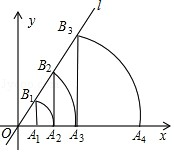 y
l
B₃
B₂
B₁
O A₁ A₂ A₃ A₄ x